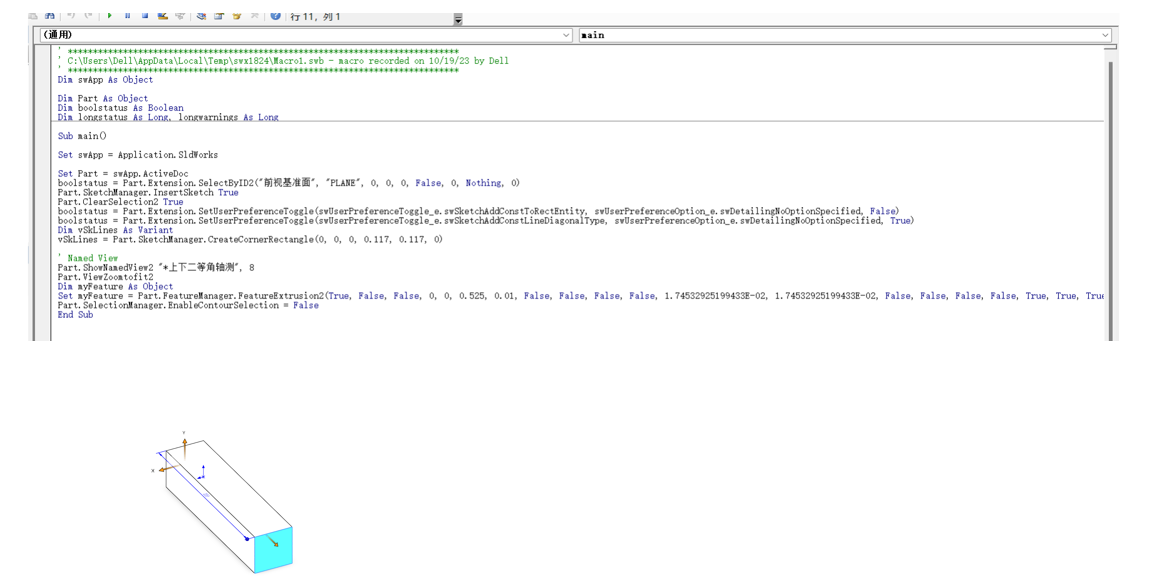 行 11, 列 1
(通用)
main
' ******************************************************************************
' C:\Users\Dell\AppData\Local\Temp\swx1824\Macro1.swb - macro recorded on 10/19/23 by Dell
' ******************************************************************************
Dim swApp As Object
Dim Part As Object
Dim boolstatus As Boolean
Dim longstatus As Long, longwarnings As Long
Sub main()
Set swApp = Application.SldWorks
Set Part = swApp.ActiveDoc
boolstatus = Part.Extension.SelectByID2("前视基准面", "PLANE", 0, 0, 0, False, 0, Nothing, 0)
Part.SketchManager.InsertSketch True
Part.ClearSelection2 True
boolstatus = Part.Extension.SetUserPreferenceToggle(swUserPreferenceToggle_e.swSketchAddConstToRectEntity, swUserPreferenceOption_e.swDetailingNoOptionSpecified, False)
boolstatus = Part.Extension.SetUserPreferenceToggle(swUserPreferenceToggle_e.swSketchAddConstLineDiagonalType, swUserPreferenceOption_e.swDetailingNoOptionSpecified, True)
Dim vSkLines As Variant
vSkLines = Part.SketchManager.CreateCornerRectangle(0, 0, 0, 0.117, 0.117, 0)
' Named View
Part.ShowNamedView2 "*上下二等角轴测", 8
Part.ViewZoomtofit2
Dim myFeature As Object
Set myFeature = Part.FeatureManager.FeatureExtrusion2(True, False, False, 0, 0, 0.525, 0.01, False, False, False, False, 1.74532925199433E-02, 1.74532925199433E-02, False, False, False, False, True, True, True
Part.SelectionManager.EnableContourSelection = False
End Sub
Y
X